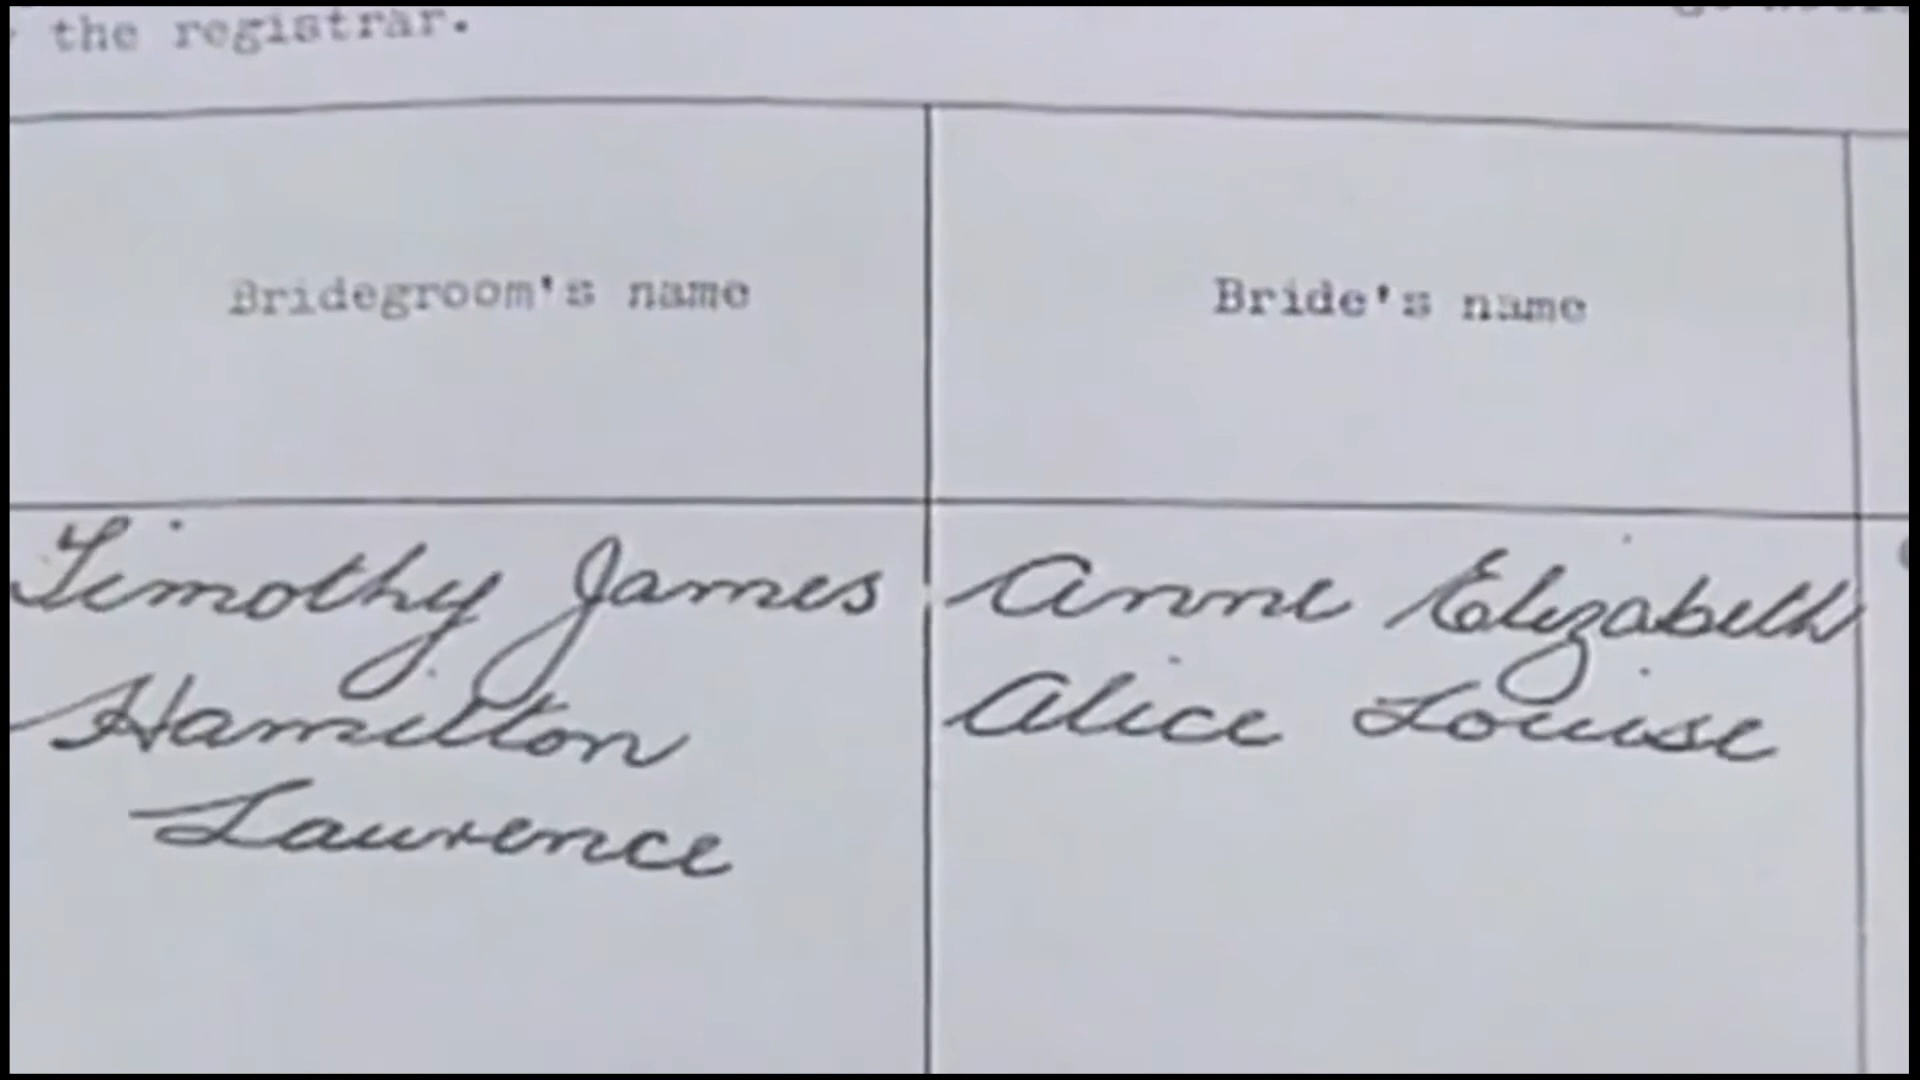 the registrar.
Bridegroom's name
Bride's name
Timothy James
Hamilton
Laurence
Anne Elizabeth
Alice Louise